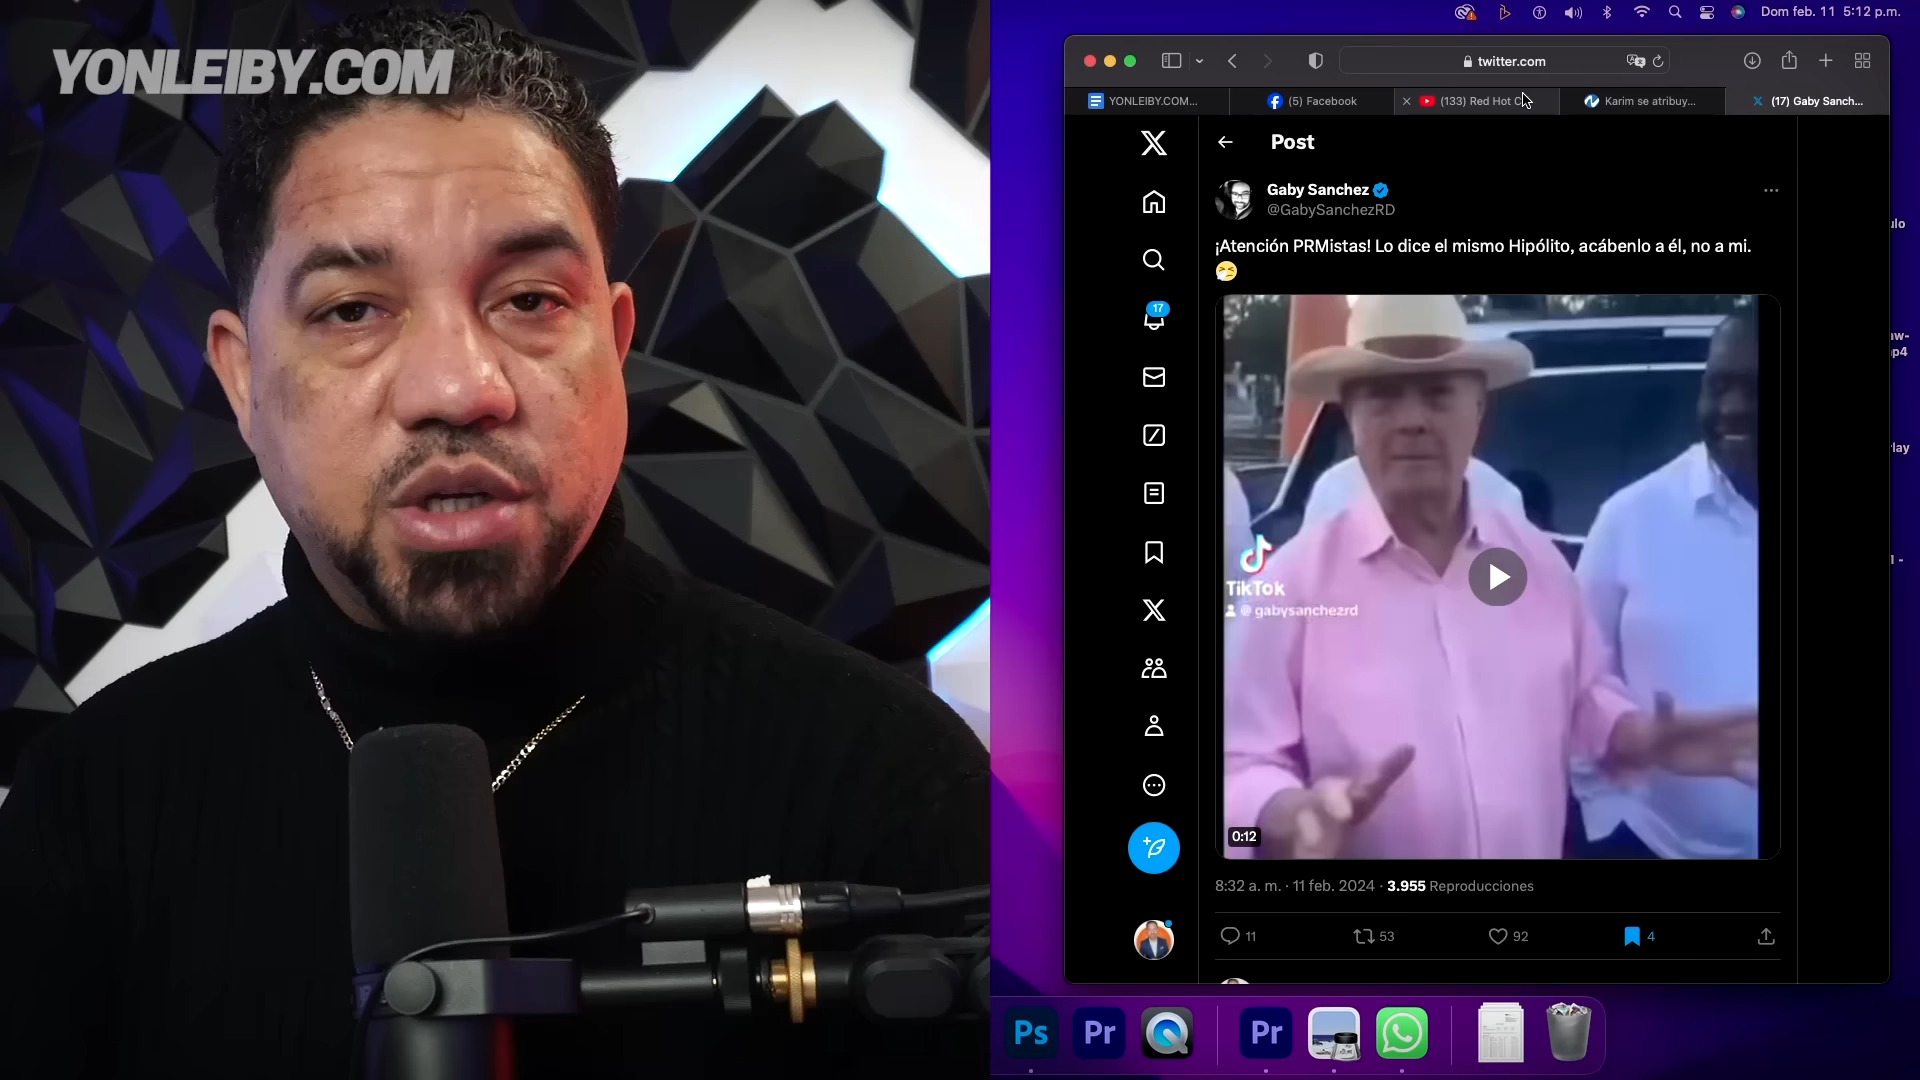 YONLEIBY.COM
Dom feb. 11 5:12 p.m.
twitter.com
YONLEIBY.COM...
(5) Facebook
(133) Red Hot C
Karim se atribuy...
(17) Gaby Sanch...
Post
Gaby Sanchez
@GabySanchezRD
¡Atención PRMistas! Lo dice el mismo Hipólito, acábenlo a él, no a mi.
17
TikTok
@gabysanchezrd
0:12
8:32 a. m. · 11 feb. 2024 · 3.955 Reproducciones
11
53
92
4
Ps
Pr
Pr